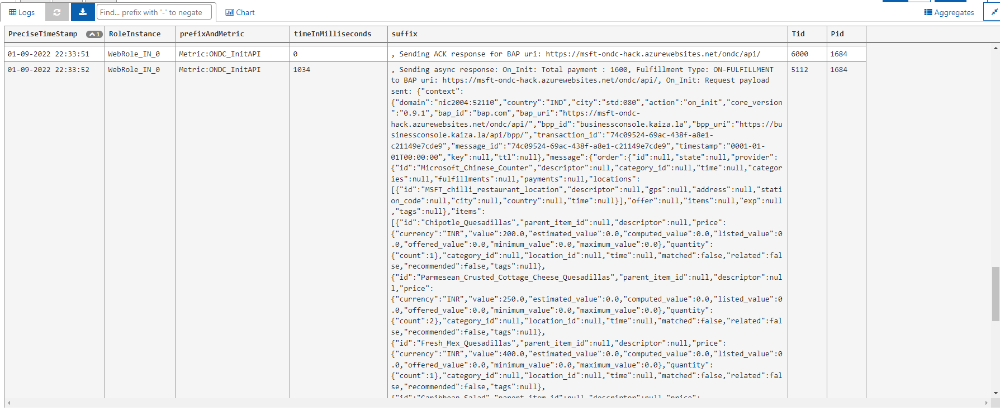 Logs
Find... prefix with '-' to negate
Chart
Aggregates
PreciseTimeStamp 1 RoleInstance prefixAndMetric timeInMilliseconds suffix Tid Pid
01-09-2022 22:33:51 WebRole_IN_0 Metric:ONDC_InitAPI 0 , Sending ACK response for BAP uri: https://msft-ondc-hack.azurewebsites.net/ondc/api/ 6000 1684
01-09-2022 22:33:52 WebRole_IN_0 Metric:ONDC_InitAPI 1034 , Sending async response: On_Init: Total payment : 1600, Fulfillment Type: ON-FULFILLMENT 5112 1684
to BAP uri: https://msft-ondc-hack.azurewebsites.net/ondc/api/, On_Init: Request payload
sent: {"context":
{"domain":"nic2004:52110","country":"IND","city":"std:080","action":"on_init","core_version
":"0.9.1","bap_id":"bap.com","bap_uri":"https://msft-ondc-
hack.azurewebsites.net/ondc/api/","bpp_id":"businessconsole.kaiza.la","bpp_uri":"https://bu
sinessconsole.kaiza.la/api/bpp/","transaction_id":"74c09524-69ac-438f-a8e1-
c21149e7cde9","message_id":"74c09524-69ac-438f-a8e1-c21149e7cde9","timestamp":"0001-01-
01T00:00:00","key":null,"ttl":null},"message":{"order":{"id":null,"state":null,"provider":
{"id":"Microsoft_Chinese_Counter","descriptor":null,"category_id":null,"time":null,"categor
ies":null,"fulfillments":null,"payments":null,"locations":
[{"id":"MSFT_chilli_restaurant_location","descriptor":null,"gps":null,"address":null,"stati
on_code":null,"city":null,"country":null,"time":null}],"offer":null,"items":null,"exp":null
,"tags":null},"items":
[{"id":"Chipotle_Quesadillas","parent_item_id":null,"descriptor":null,"price":
{"currency":"INR","value":200.0,"estimated_value":0.0,"computed_value":0.0,"listed_value":0
.0,"offered_value":0.0,"minimum_value":0.0,"maximum_value":0.0},"quantity":
{"count":1},"category_id":null,"location_id":null,"time":null,"matched":false,"related":fal
se,"recommended":false,"tags":null},
{"id":"Parmesean_Crusted_Cottage_Cheese_Quesadillas","parent_item_id":null,"descriptor":nul
l,"price":
{"currency":"INR","value":250.0,"estimated_value":0.0,"computed_value":0.0,"listed_value":0
.0,"offered_value":0.0,"minimum_value":0.0,"maximum_value":0.0},"quantity":
{"count":2},"category_id":null,"location_id":null,"time":null,"matched":false,"related":fal
se,"recommended":false,"tags":null},
{"id":"Fresh_Mex_Quesadillas","parent_item_id":null,"descriptor":null,"price":
{"currency":"INR","value":400.0,"estimated_value":0.0,"computed_value":0.0,"listed_value":0
.0,"offered_value":0.0,"minimum_value":0.0,"maximum_value":0.0},"quantity":
{"count":1},"category_id":null,"location_id":null,"time":null,"matched":false,"related":fal
se,"recommended":false,"tags":null},
{"id":"Caribbean_Salad","parent_item_id":null,"descriptor":null,"price":